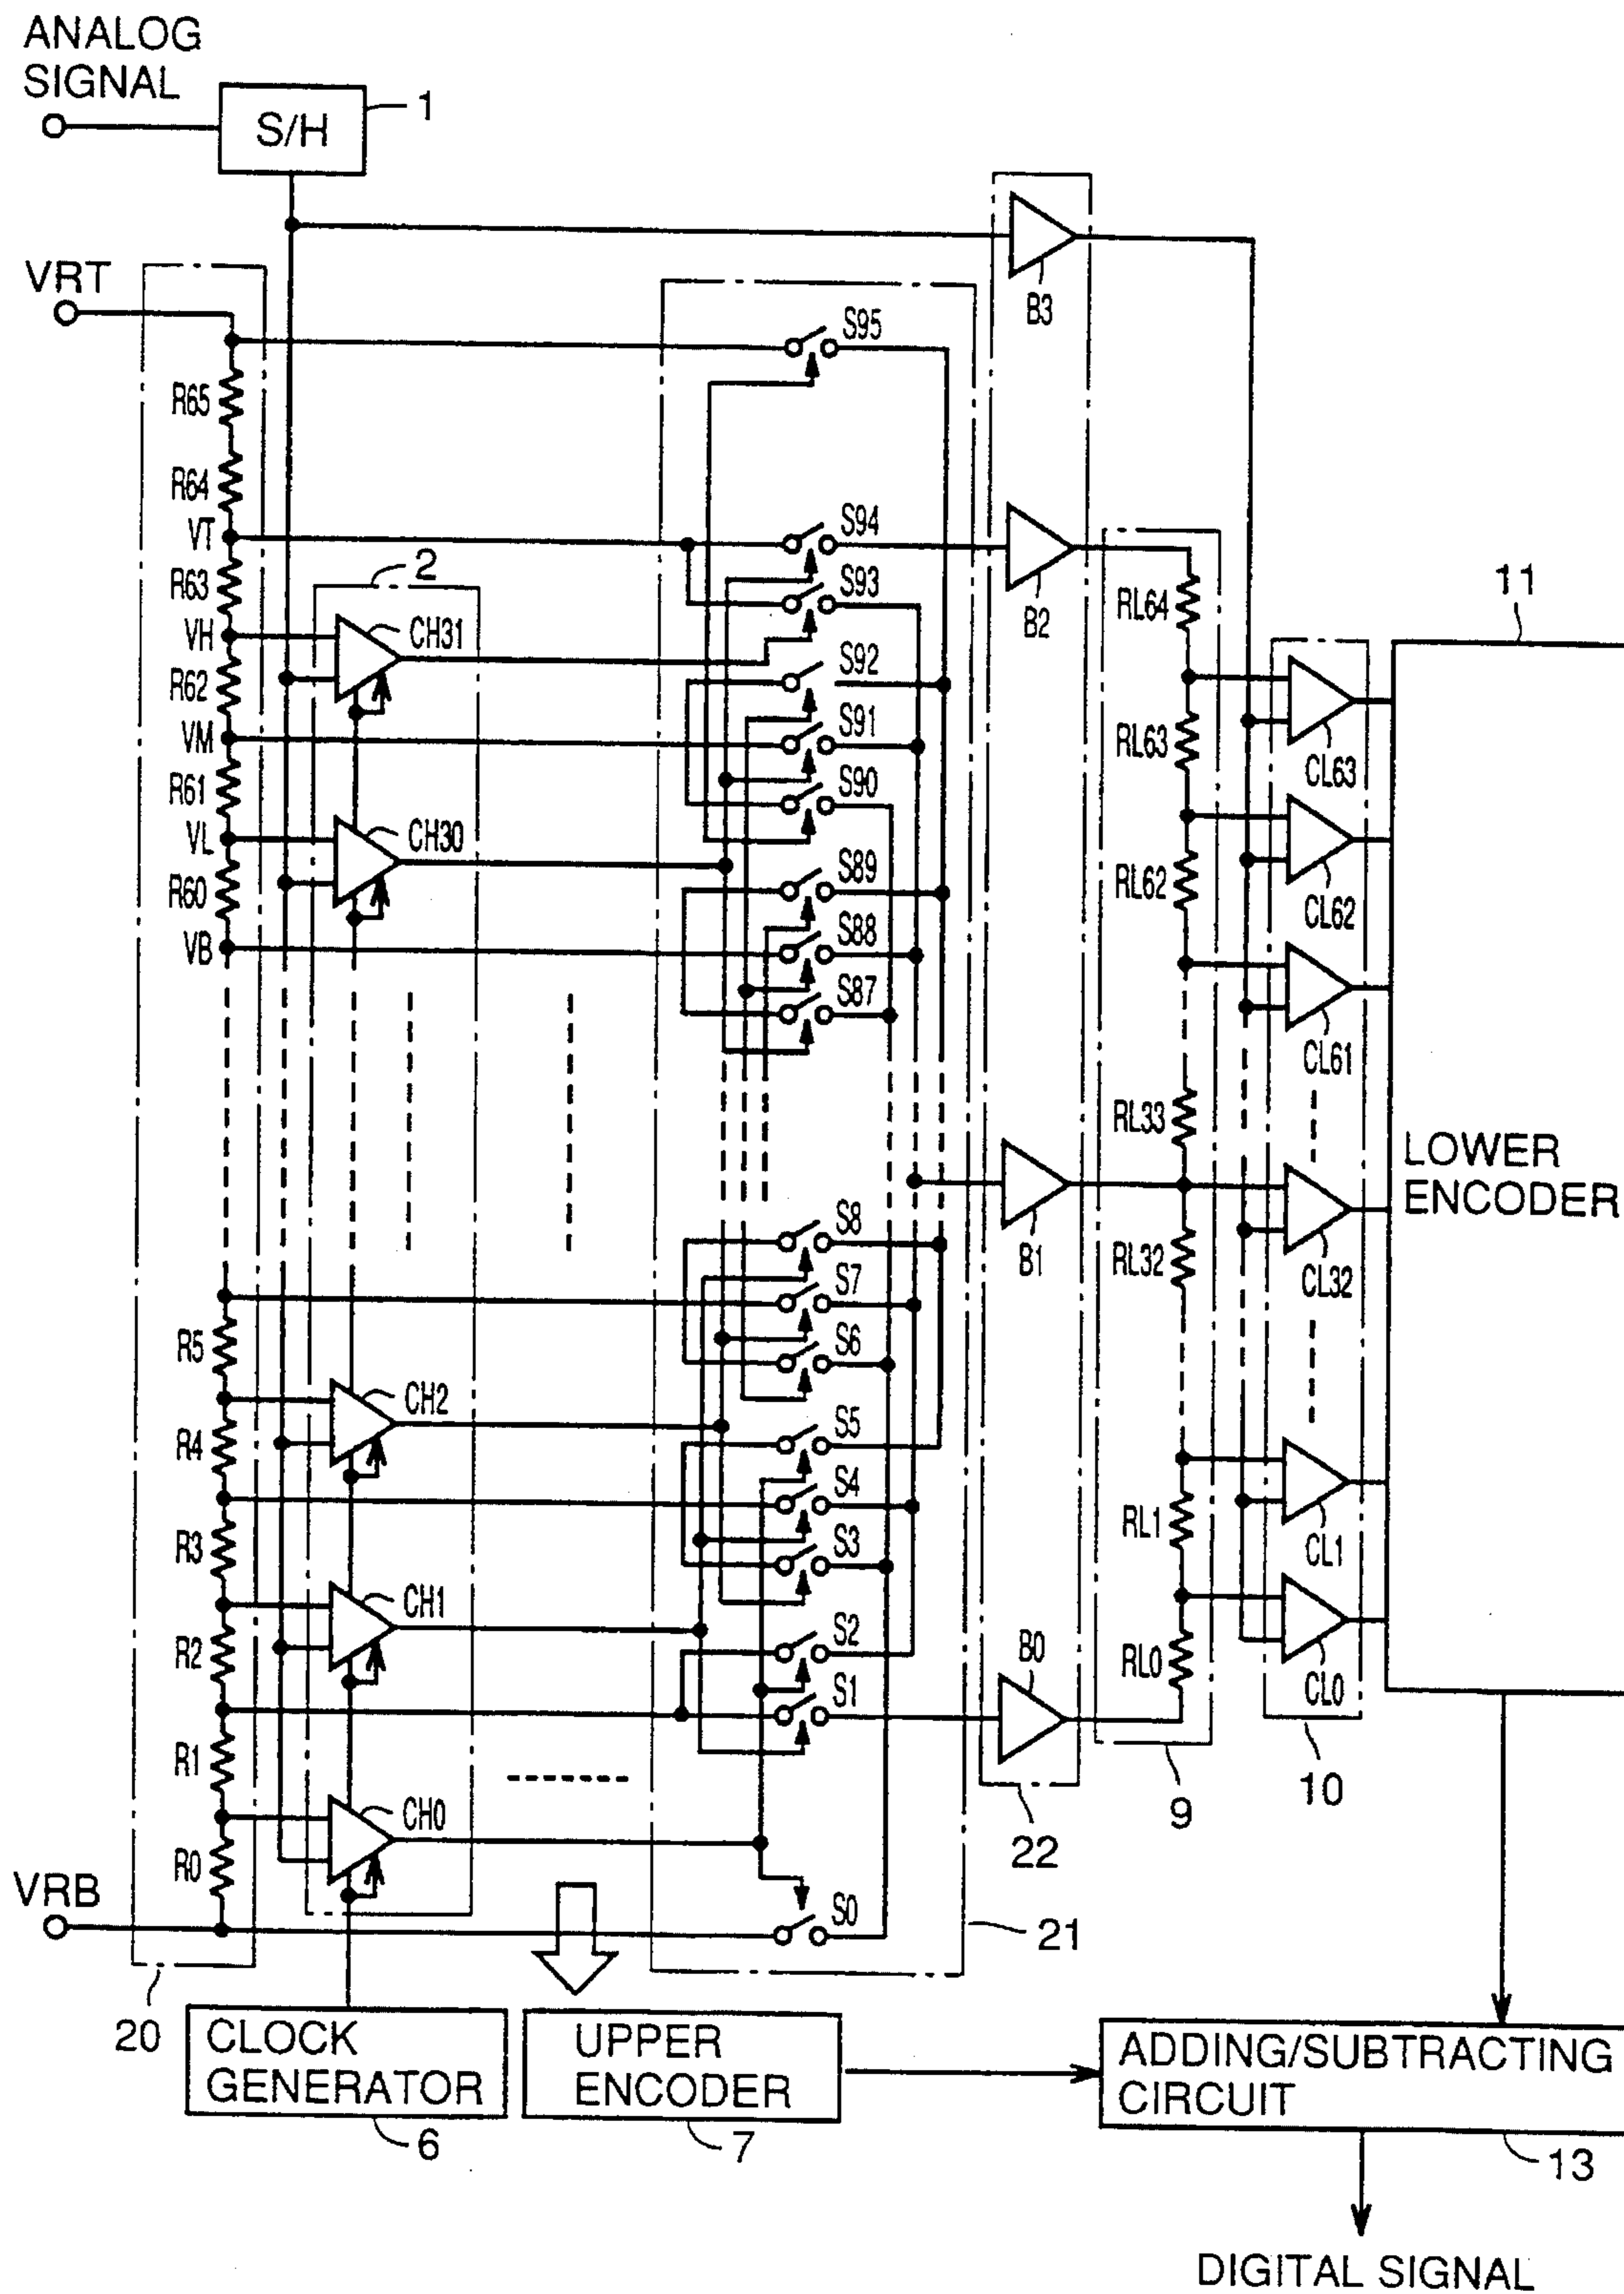 ANALOG
SIGNAL
S/H
1
VRT
R65
R64
VT
R63
VH
R62
VM
R61
VL
R60
VB
R5
R4
R3
R2
R1
R0
VRB
20
2
CH31
CH30
CH2
CH1
CH0
S95
S94
S93
S92
S91
S90
S89
S88
S87
S8
S7
S6
S5
S4
S3
S2
S1
S0
21
B3
B2
B1
B0
22
RL64
RL63
RL62
RL33
RL32
RL1
RL0
9
CL63
CL62
CL61
CL32
CL1
CL0
10
11
LOWER
ENCODER
CLOCK
GENERATOR
6
UPPER
ENCODER
7
ADDING/SUBTRACTING
CIRCUIT
13
DIGITAL SIGNAL